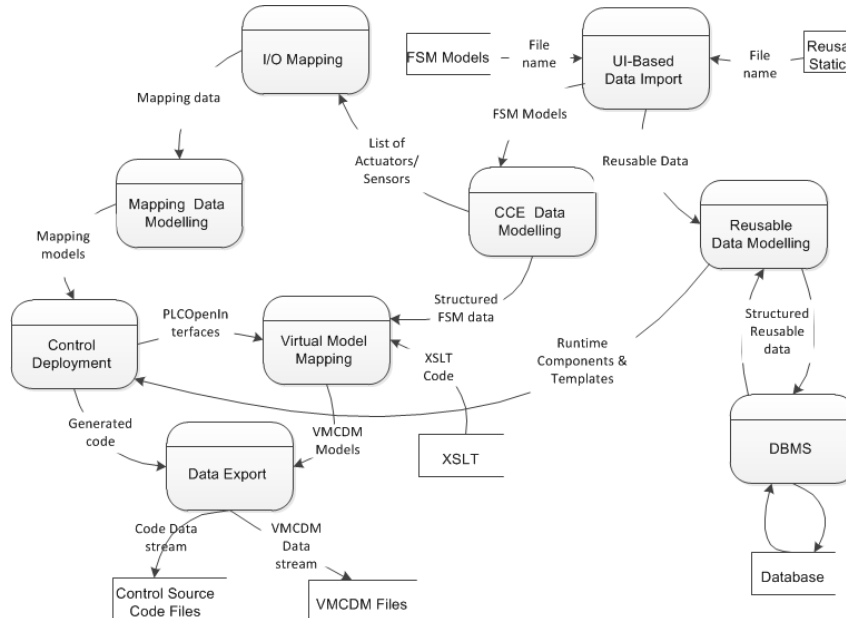 I/O Mapping
FSM Models
File
name
UI-Based
Data Import
File
name
Reusa
Static
Mapping data
FSM Models
List of
Actuators/
Sensors
Reusable Data
Mapping Data
Modelling
CCE Data
Modelling
Reusable
Data Modelling
Mapping
models
PLCOpenIn
terfaces
Structured
FSM data
Control
Deployment
Virtual Model
Mapping
XSLT
Code
Runtime
Components &
Templates
Structured
Reusable
data
Generated
code
VMCDM
Models
XSLT
Data Export
DBMS
Code Data
stream
VMCDM
Data
stream
Control Source
Code Files
VMCDM Files
Database